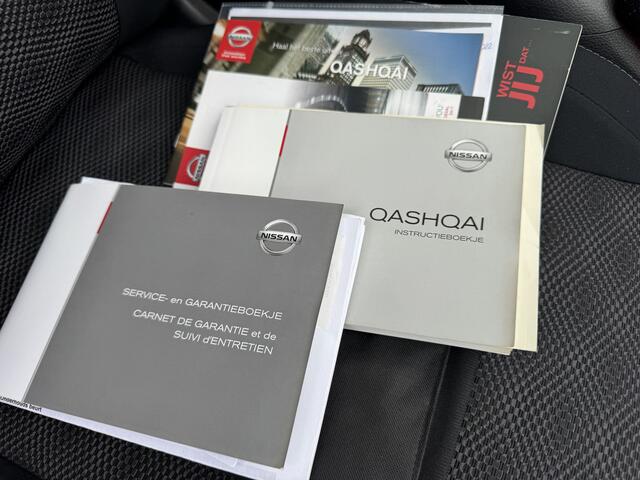 NISSAN
Haal het beste uit
QASHQAI
WIST
JIJ DAT...
NISSAN
QASHQAI
INSTRUCTIEBOEKJE
NISSAN
SERVICE- en GARANTIEBOEKJE
CARNET DE GARANTIE et de
SUIVI d'ENTRETIEN